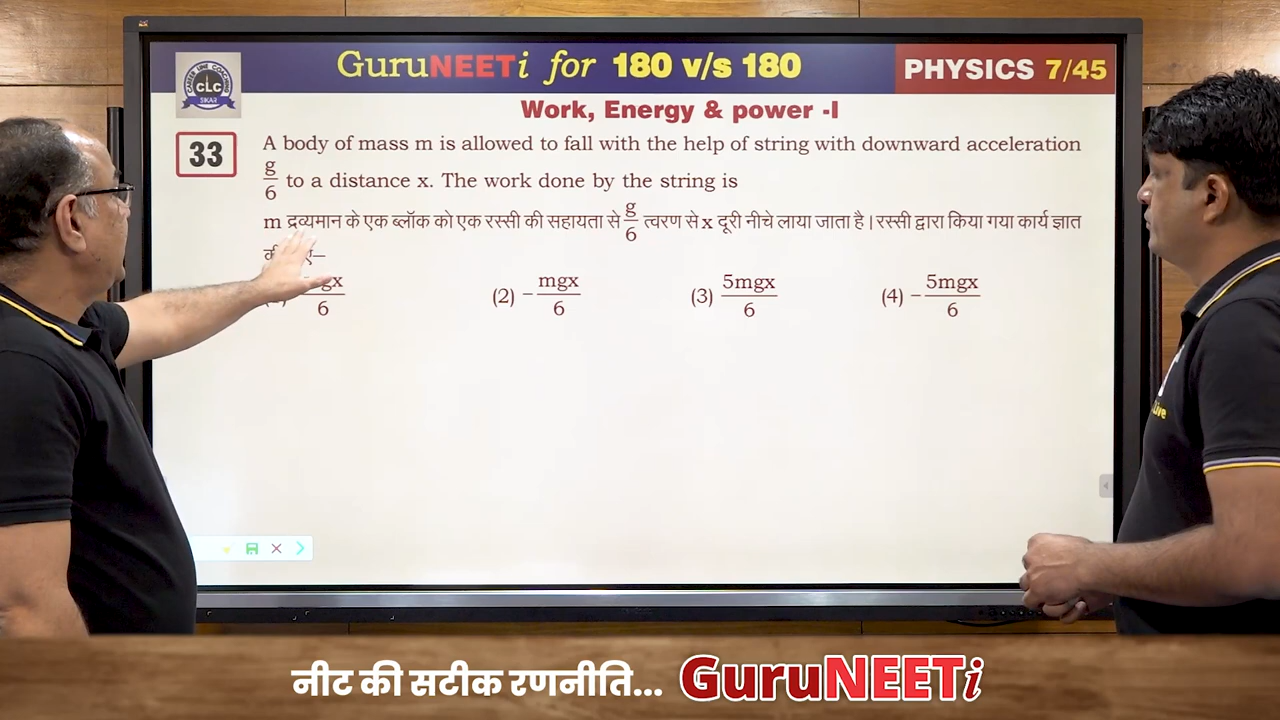 CAREER LINE COACHING
CLC
SIKAR
GuruNEETi for 180 v/s 180
PHYSICS 7/45
Work, Energy & power -I
33
A body of mass m is allowed to fall with the help of string with downward acceleration
g/6 to a distance x. The work done by the string is
m द्रव्यमान के एक ब्लॉक को एक रस्सी की सहायता से g/6 त्वरण से x दूरी नीचे लाया जाता है। रस्सी द्वारा किया गया कार्य ज्ञात
gx/6 (2) −mgx/6 (3) 5mgx/6 (4) −5mgx/6
Live
नीट की सटीक रणनीति... GuruNEETi